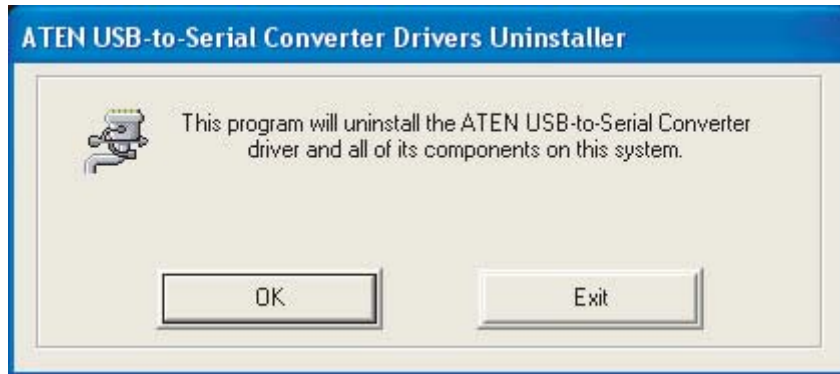 ATEN USB-to-Serial Converter Drivers Uninstaller
This program will uninstall the ATEN USB-to-Serial Converter
driver and all of its components on this system.
OK
Exit